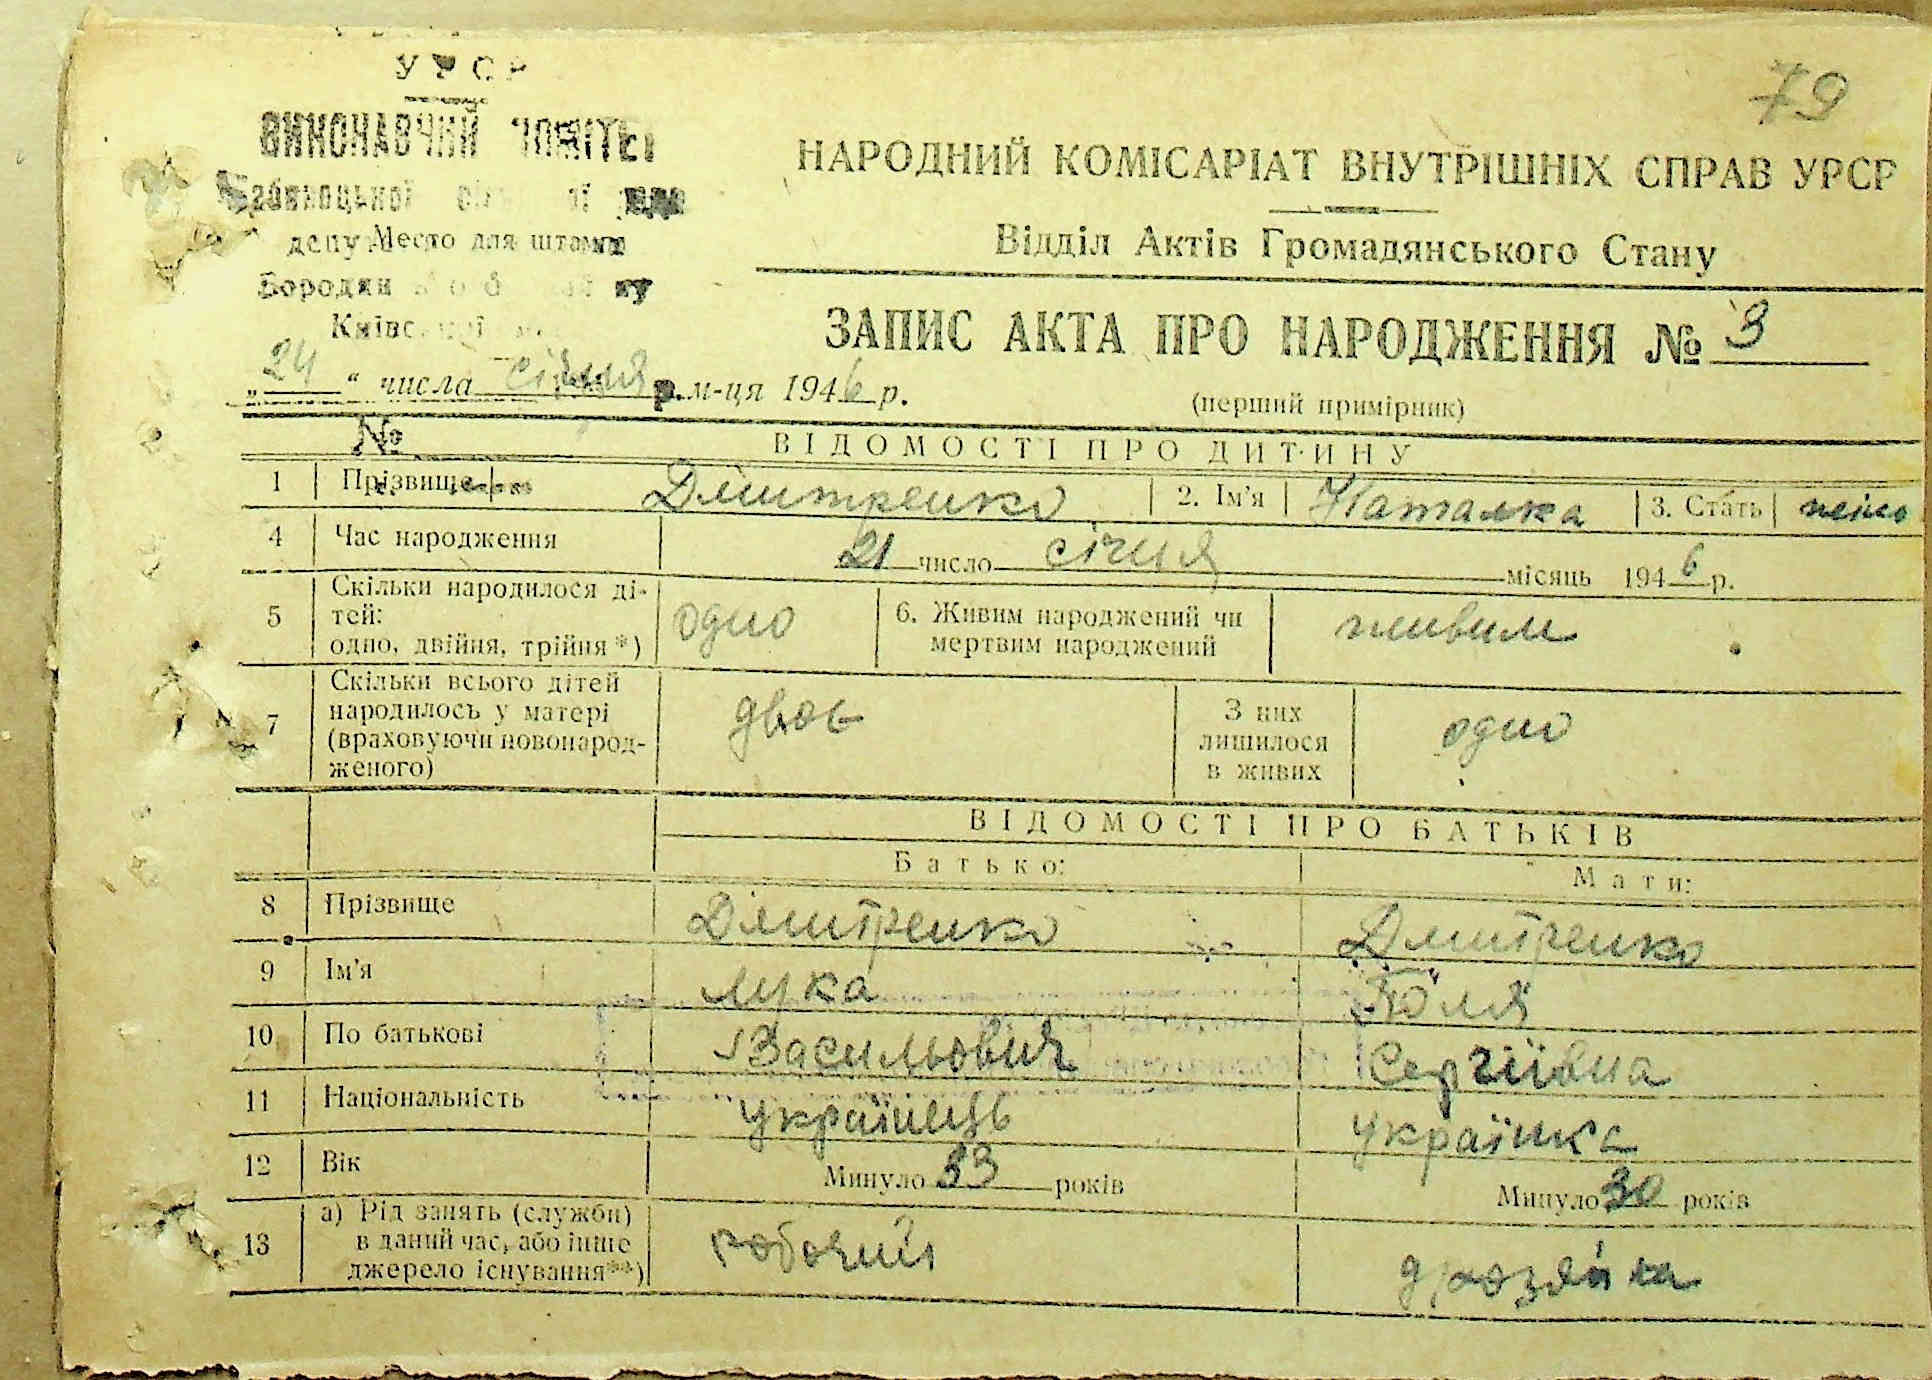 79
УРСР
ВИКОНАВЧИЙ КОМІТЕТ
депу Место для штампа
Бородян
Київської
НАРОДНИЙ КОМІСАРІАТ ВНУТРІШНІХ СПРАВ УРСР
Відділ Актів Громадянського Стану
ЗАПИС АКТА ПРО НАРОДЖЕННЯ № 3
„24“ числа січня м-ця 1946 р.
(перший примірник)
№
ВІДОМОСТІ ПРО ДИТИНУ
1 Прізвище Дмитренко 2. Ім'я Наталка 3. Стать жіно
4 Час народження 21 число січня місяць 1946 р.
5 Скільки народилося ді-
тей:
одно, двійня, трійня*) одно
6. Живим народжений чи
мертвим народжений живим
7 Скільки всього дітей
народилось у матері
(враховуючи новонарод-
женого) двоє
З них
лишилося
в живих одно
ВІДОМОСТІ ПРО БАТЬКІВ
Батько: Мати:
8 Прізвище Дмитренко Дмитренко
9 Ім'я Лука Юля
10 По батькові Васильович Сергіївна
11 Національність українець українка
12 Вік Минуло років Минуло 30 років
13 а) Рід занять (служби)
в даний час, або інше
джерело існування**) робочий